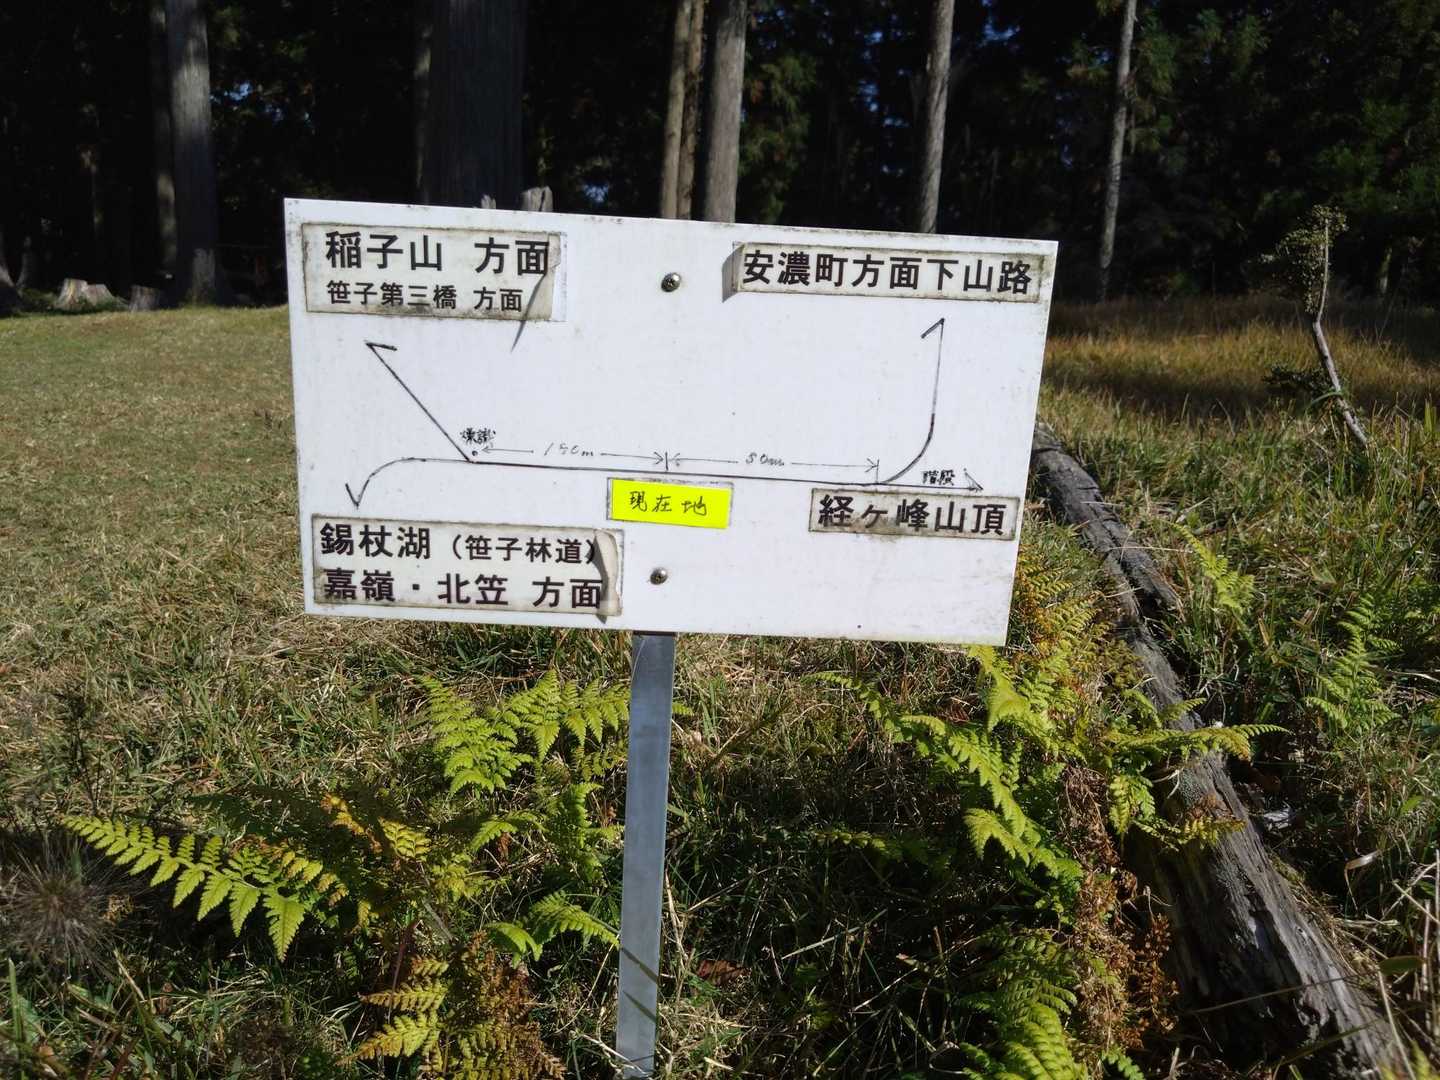 稲子山 方面
笹子第三橋 方面
安濃町方面下山路
標識
150m
50m
階段
現在地
経ヶ峰山頂
錫杖湖（笹子林道）
嘉嶺・北笠 方面